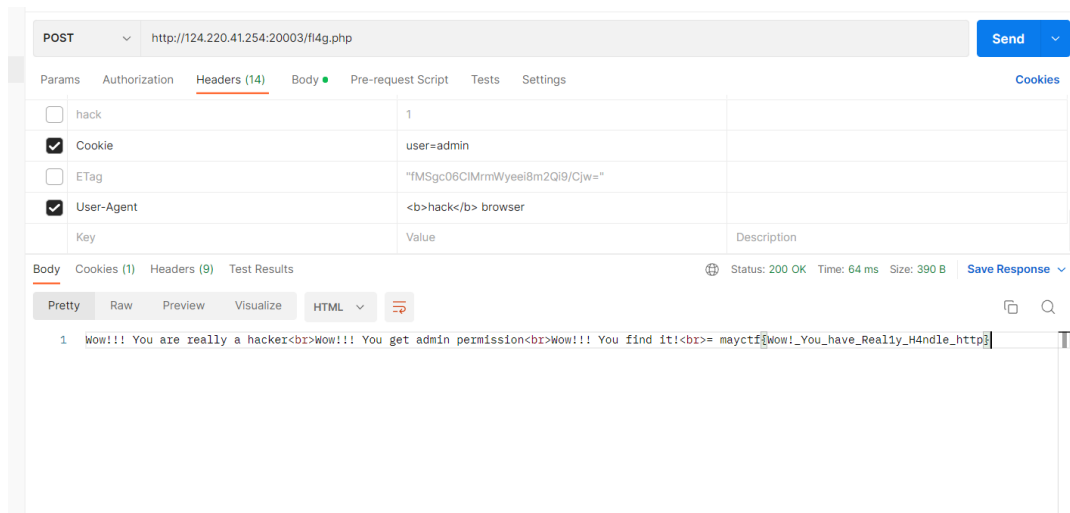 POST http://124.220.41.254:20003/fl4g.php Send
Params Authorization Headers (14) Body Pre-request Script Tests Settings Cookies
hack 1
Cookie user=admin
ETag "fMSgc06ClMrmWyeei8m2Qi9/Cjw="
User-Agent <b>hack</b> browser
Key Value Description
Body Cookies (1) Headers (9) Test Results Status: 200 OK Time: 64 ms Size: 390 B Save Response
Pretty Raw Preview Visualize HTML
1 Wow!!! You are really a hacker<br>Wow!!! You get admin permission<br>Wow!!! You find it!<br>= mayctf{Wow!_You_have_Real1y_H4ndle_http}